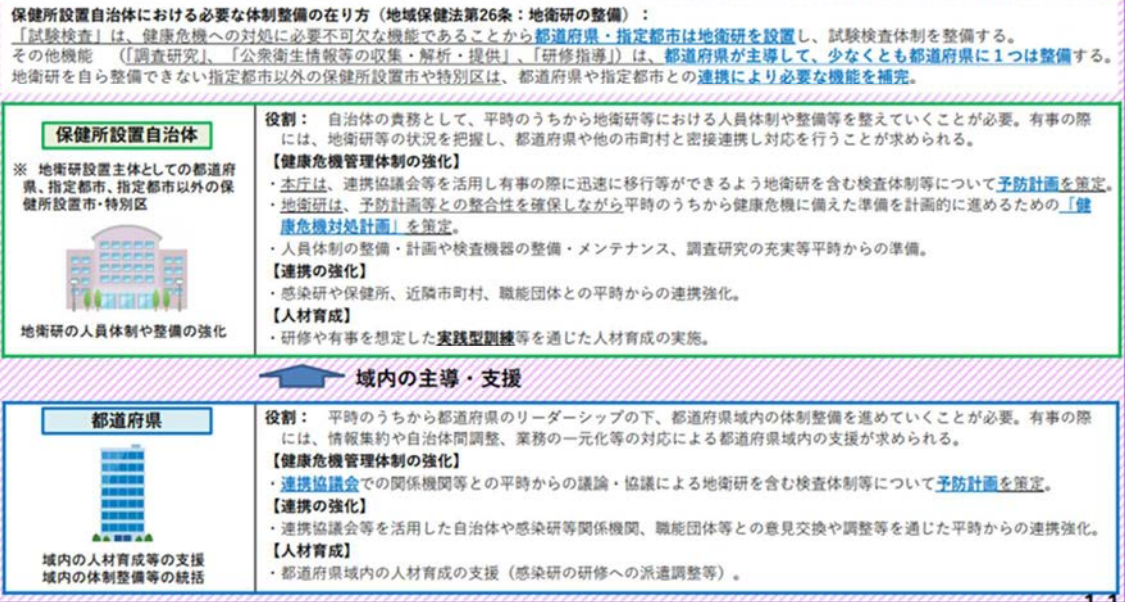 保健所設置自治体における必要な体制整備の在り方（地域保健法第26条：地衛研の整備）：
「試験検査」は、健康危機への対処に必要不可欠な機能であることから都道府県・指定都市は地衛研を設置し、試験検査体制を整備する。
その他機能　（「調査研究」、「公衆衛生情報等の収集・解析・提供」、「研修指導」）は、都道府県が主導して、少なくとも都道府県に１つは整備する。
地衛研を自ら整備できない指定都市以外の保健所設置市や特別区は、都道府県や指定都市との連携により必要な機能を補完。
保健所設置自治体
※　地衛研設置主体としての都道府
県、指定都市、指定都市以外の保
健所設置市・特別区
地衛研の人員体制や整備の強化
役割：　自治体の責務として、平時のうちから地衛研等における人員体制や整備等を整えていくことが必要。有事の際
には、地衛研等の状況を把握し、都道府県や他の市町村と密接連携し対応を行うことが求められる。
【健康危機管理体制の強化】
・本庁は、連携協議会等を活用し有事の際に迅速に移行等ができるよう地衛研を含む検査体制等について予防計画を策定。
・地衛研は、予防計画等との整合性を確保しながら平時のうちから健康危機に備えた準備を計画的に進めるための「健
康危機対処計画」を策定。
・人員体制の整備・計画や検査機器の整備・メンテナンス、調査研究の充実等平時からの準備。
【連携の強化】
・感染研や保健所、近隣市町村、職能団体との平時からの連携強化。
【人材育成】
・研修や有事を想定した実践型訓練等を通じた人材育成の実施。
域内の主導・支援
都道府県
域内の人材育成等の支援
域内の体制整備等の統括
役割：　平時のうちから都道府県のリーダーシップの下、都道府県域内の体制整備を進めていくことが必要。有事の際
には、情報集約や自治体間調整、業務の一元化等の対応による都道府県域内の支援が求められる。
【健康危機管理体制の強化】
・連携協議会での関係機関等との平時からの議論・協議による地衛研を含む検査体制等について予防計画を策定。
【連携の強化】
・連携協議会等を活用した自治体や感染研等関係機関、職能団体等との意見交換や調整等を通じた平時からの連携強化。
【人材育成】
・都道府県域内の人材育成の支援（感染研の研修への派遣調整等）。